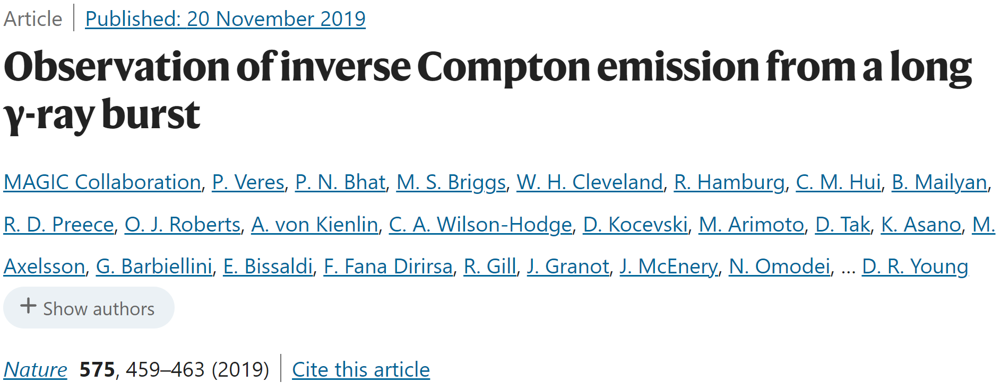 Article | Published: 20 November 2019
Observation of inverse Compton emission from a long
γ-ray burst
MAGIC Collaboration, P. Veres, P. N. Bhat, M. S. Briggs, W. H. Cleveland, R. Hamburg, C. M. Hui, B. Mailyan,
R. D. Preece, O. J. Roberts, A. von Kienlin, C. A. Wilson-Hodge, D. Kocevski, M. Arimoto, D. Tak, K. Asano, M.
Axelsson, G. Barbiellini, E. Bissaldi, F. Fana Dirirsa, R. Gill, J. Granot, J. McEnery, N. Omodei, … D. R. Young
+ Show authors
Nature 575, 459–463 (2019) | Cite this article